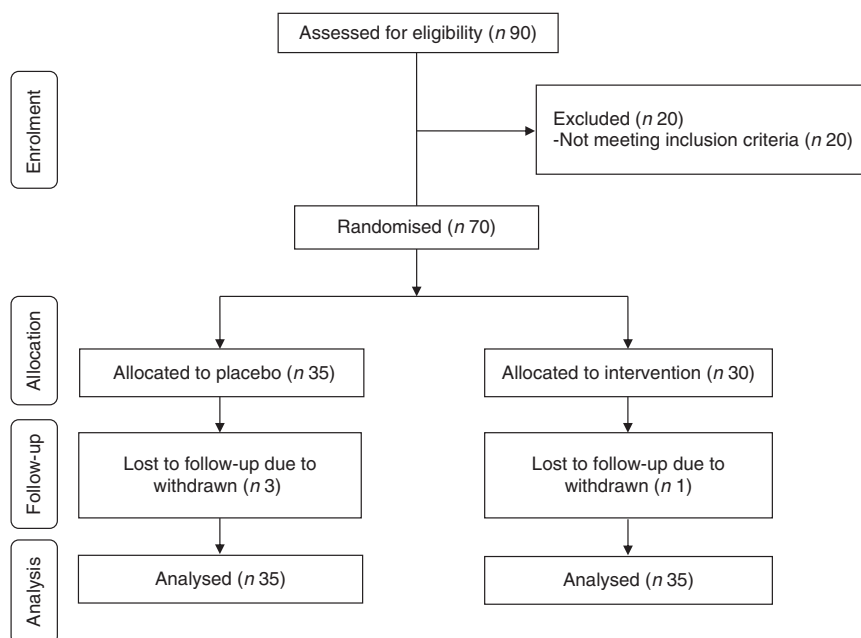 Assessed for eligibility (n 90)
Enrolment
Excluded (n 20)
-Not meeting inclusion criteria (n 20)
Randomised (n 70)
Allocation
Allocated to placebo (n 35)
Allocated to intervention (n 30)
Follow-up
Lost to follow-up due to
withdrawn (n 3)
Lost to follow-up due to
withdrawn (n 1)
Analysis
Analysed (n 35)
Analysed (n 35)